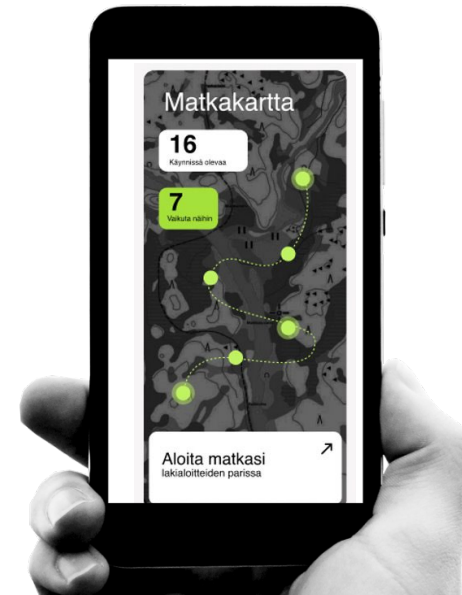 Matkakartta
16
Käynnissä olevaa
7
Vaikuta näihin
Aloita matkasi
lakialoitteiden parissa